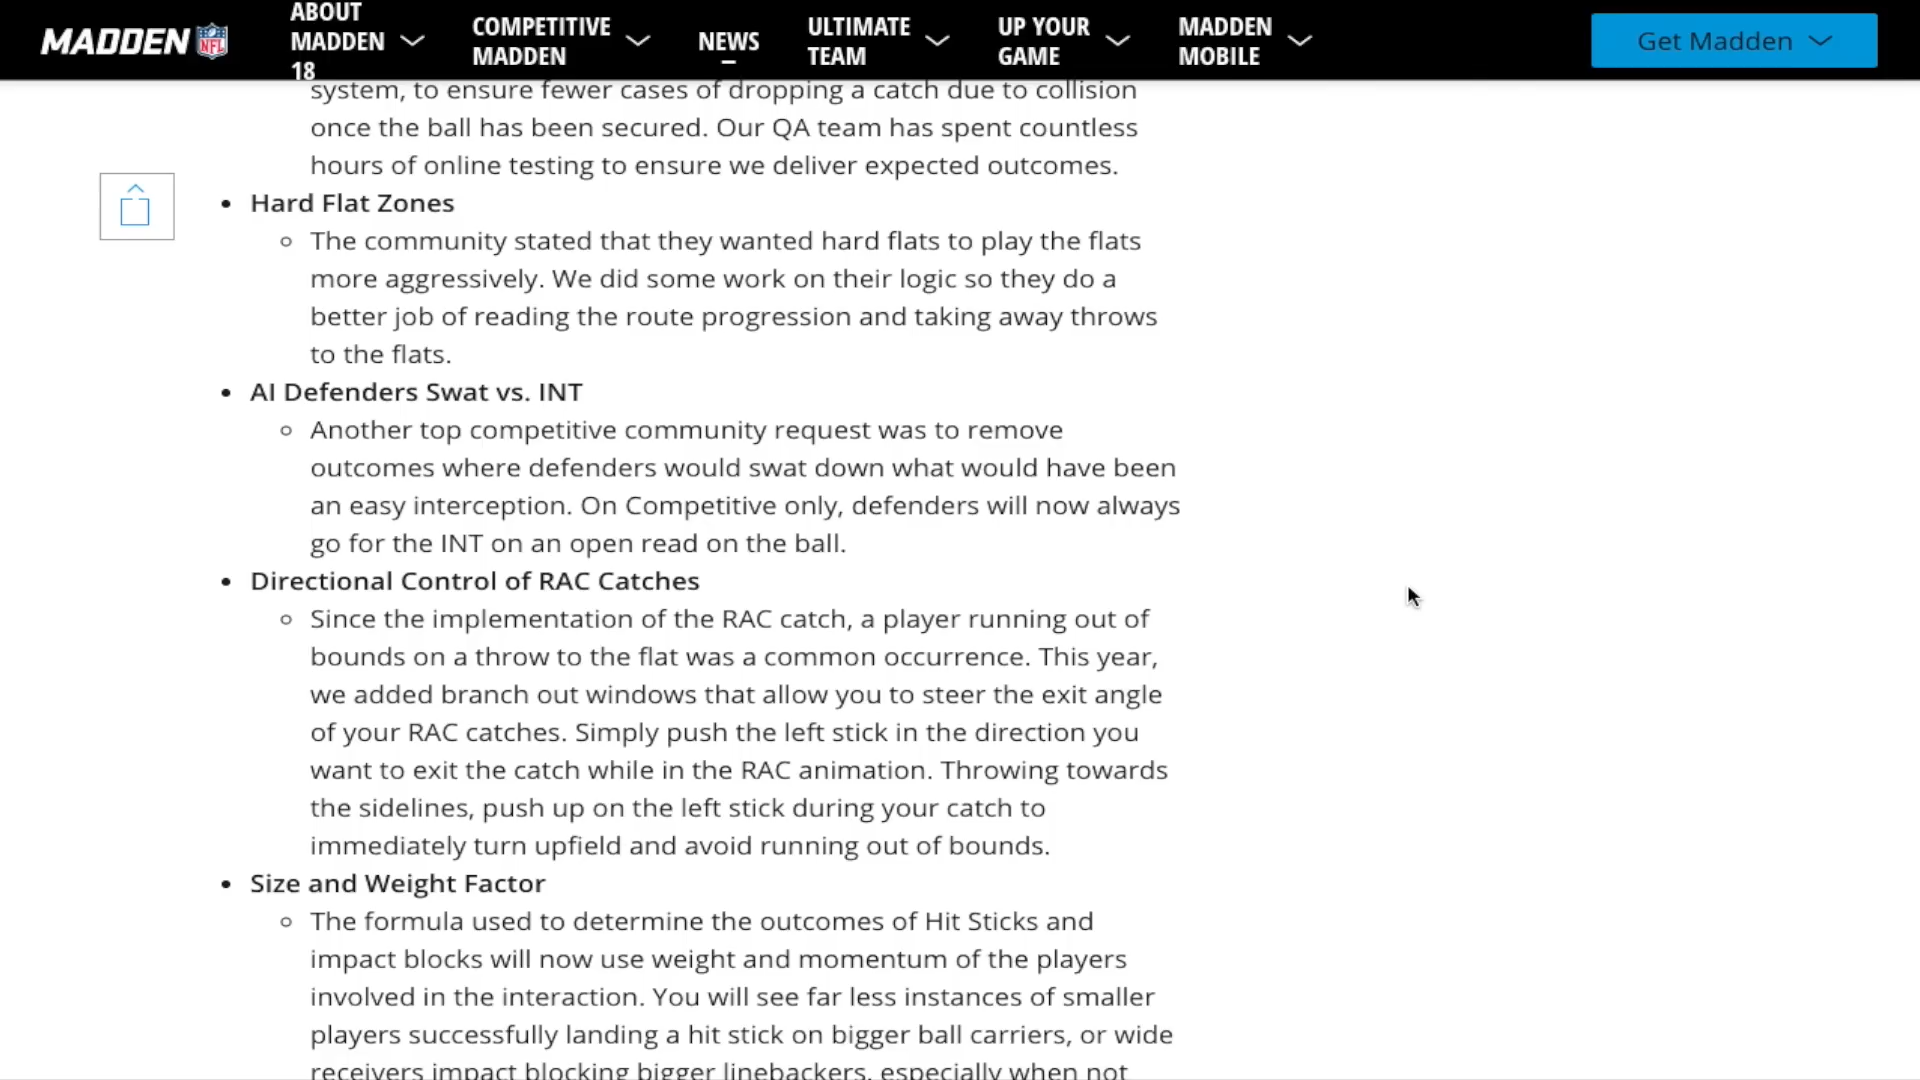 MADDEN NFL
ABOUT
MADDEN
18
COMPETITIVE
MADDEN
NEWS
ULTIMATE
TEAM
UP YOUR
GAME
MADDEN
MOBILE
Get Madden
system, to ensure fewer cases of dropping a catch due to collision
once the ball has been secured. Our QA team has spent countless
hours of online testing to ensure we deliver expected outcomes.
• Hard Flat Zones
The community stated that they wanted hard flats to play the flats
more aggressively. We did some work on their logic so they do a
better job of reading the route progression and taking away throws
to the flats.
• AI Defenders Swat vs. INT
Another top competitive community request was to remove
outcomes where defenders would swat down what would have been
an easy interception. On Competitive only, defenders will now always
go for the INT on an open read on the ball.
• Directional Control of RAC Catches
Since the implementation of the RAC catch, a player running out of
bounds on a throw to the flat was a common occurrence. This year,
we added branch out windows that allow you to steer the exit angle
of your RAC catches. Simply push the left stick in the direction you
want to exit the catch while in the RAC animation. Throwing towards
the sidelines, push up on the left stick during your catch to
immediately turn upfield and avoid running out of bounds.
• Size and Weight Factor
The formula used to determine the outcomes of Hit Sticks and
impact blocks will now use weight and momentum of the players
involved in the interaction. You will see far less instances of smaller
players successfully landing a hit stick on bigger ball carriers, or wide
receivers impact blocking bigger linebackers, especially when not